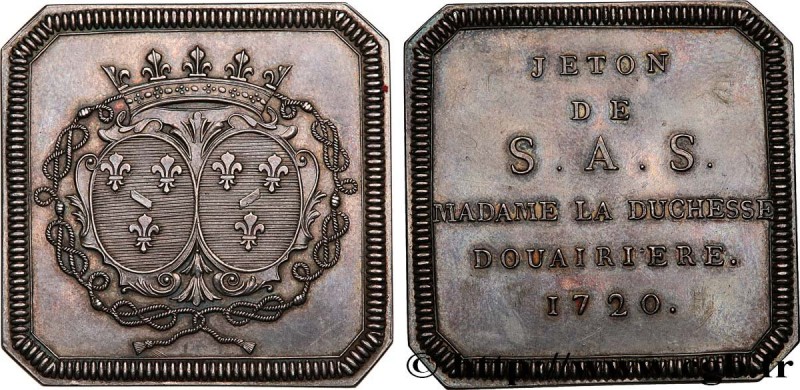 JETON
DE
S. A. S.
MADAME LA DUCHESSE
DOUAIRIERE.
1720.